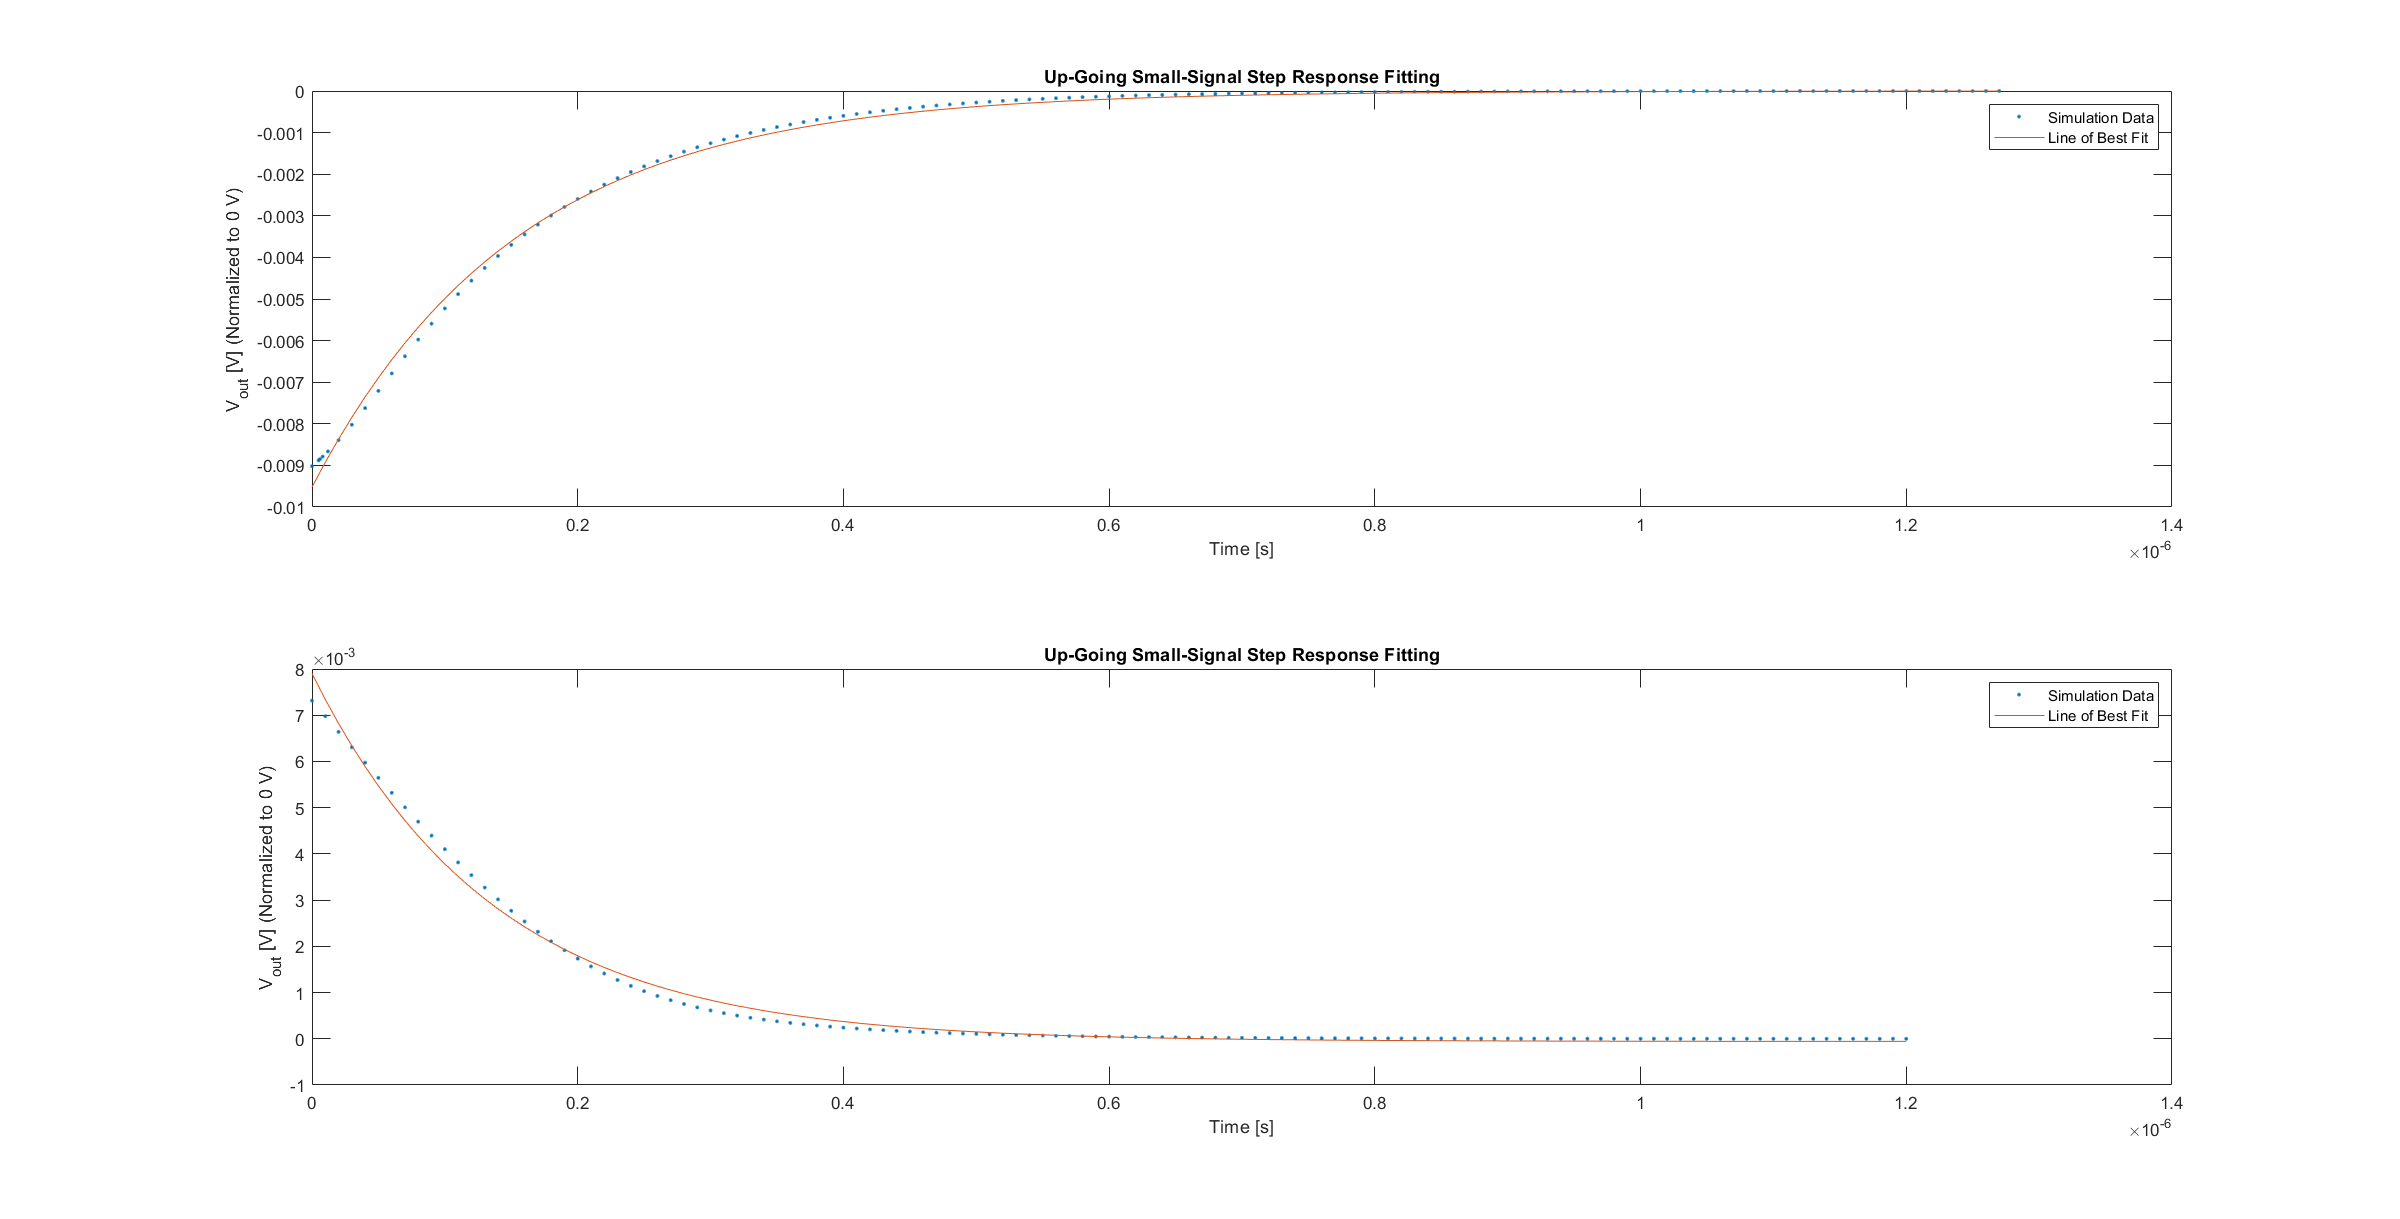 Up-Going Small-Signal Step Response Fitting
0
-0.001
-0.002
-0.003
-0.004
-0.005
-0.006
-0.007
-0.008
-0.009
-0.01
V_out [V] (Normalized to 0 V)
Simulation Data
Line of Best Fit
0 0.2 0.4 0.6 0.8 1 1.2 1.4
Time [s]
×10^-6
Up-Going Small-Signal Step Response Fitting
×10^-3
8
7
6
5
4
3
2
1
0
-1
V_out [V] (Normalized to 0 V)
Simulation Data
Line of Best Fit
0 0.2 0.4 0.6 0.8 1 1.2 1.4
Time [s]
×10^-6